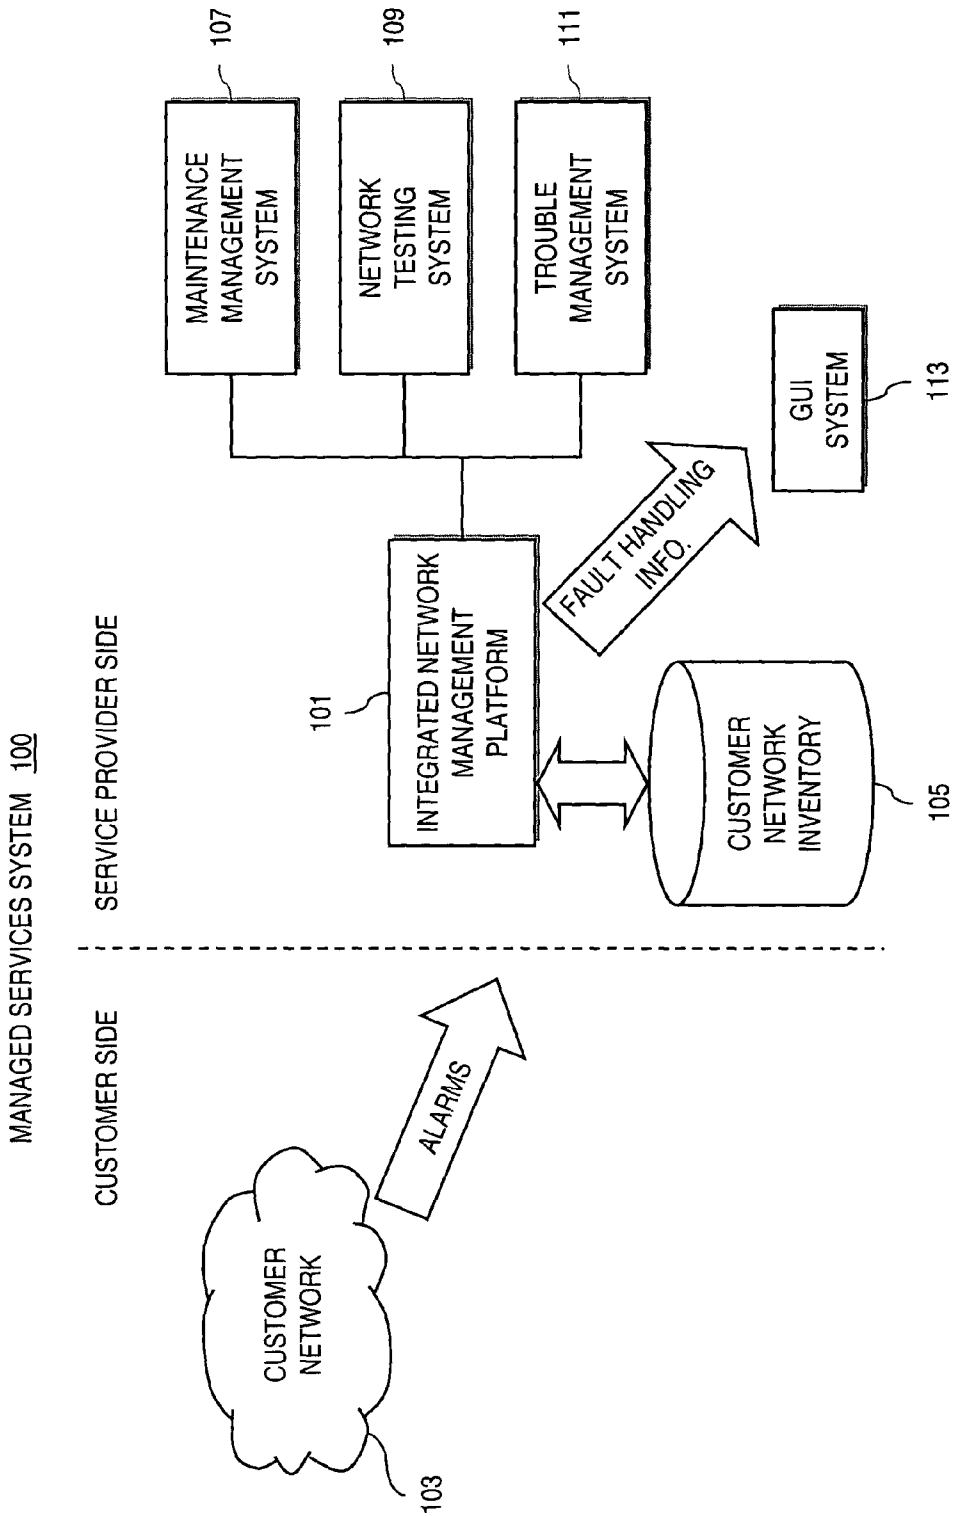 MANAGED SERVICES SYSTEM 100
CUSTOMER SIDE
SERVICE PROVIDER SIDE
CUSTOMER
NETWORK
103
ALARMS
101
INTEGRATED NETWORK
MANAGEMENT
PLATFORM
CUSTOMER
NETWORK
INVENTORY
105
FAULT HANDLING
INFO.
MAINTENANCE
MANAGEMENT
SYSTEM
107
NETWORK
TESTING
SYSTEM
109
TROUBLE
MANAGEMENT
SYSTEM
111
GUI
SYSTEM
113